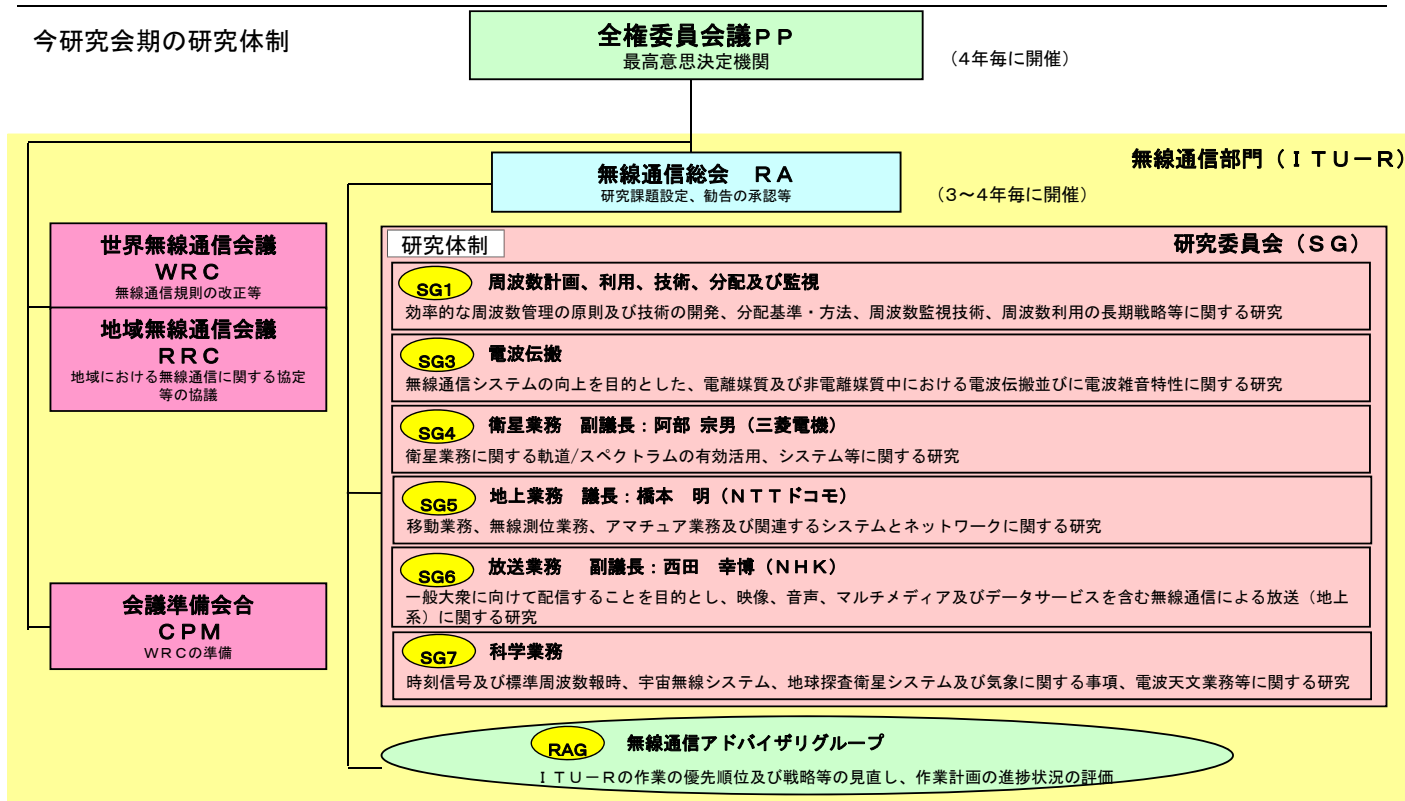 今研究会期の研究体制
全権委員会議ＰＰ
最高意思決定機関
（4年毎に開催）
無線通信部門（ＩＴＵ－Ｒ）
無線通信総会　ＲＡ
研究課題設定、勧告の承認等
（３～４年毎に開催）
世界無線通信会議
ＷＲＣ
無線通信規則の改正等
地域無線通信会議
ＲＲＣ
地域における無線通信に関する協定
等の協議
会議準備会合
ＣＰＭ
ＷＲＣの準備
研究体制
研究委員会（ＳＧ）
SG1 周波数計画、利用、技術、分配及び監視
効率的な周波数管理の原則及び技術の開発、分配基準・方法、周波数監視技術、周波数利用の長期戦略等に関する研究
SG3 電波伝搬
無線通信システムの向上を目的とした、電離媒質及び非電離媒質中における電波伝搬並びに電波雑音特性に関する研究
SG4 衛星業務　副議長：阿部 宗男（三菱電機）
衛星業務に関する軌道/スペクトラムの有効活用、システム等に関する研究
SG5 地上業務　議長：橋本　明（ＮＴＴドコモ）
移動業務、無線測位業務、アマチュア業務及び関連するシステムとネットワークに関する研究
SG6 放送業務　副議長：西田　幸博（ＮＨＫ）
一般大衆に向けて配信することを目的とし、映像、音声、マルチメディア及びデータサービスを含む無線通信による放送（地上
系）に関する研究
SG7 科学業務
時刻信号及び標準周波数報時、宇宙無線システム、地球探査衛星システム及び気象に関する事項、電波天文業務等に関する研究
RAG 無線通信アドバイザリグループ
ＩＴＵ－Ｒの作業の優先順位及び戦略等の見直し、作業計画の進捗状況の評価